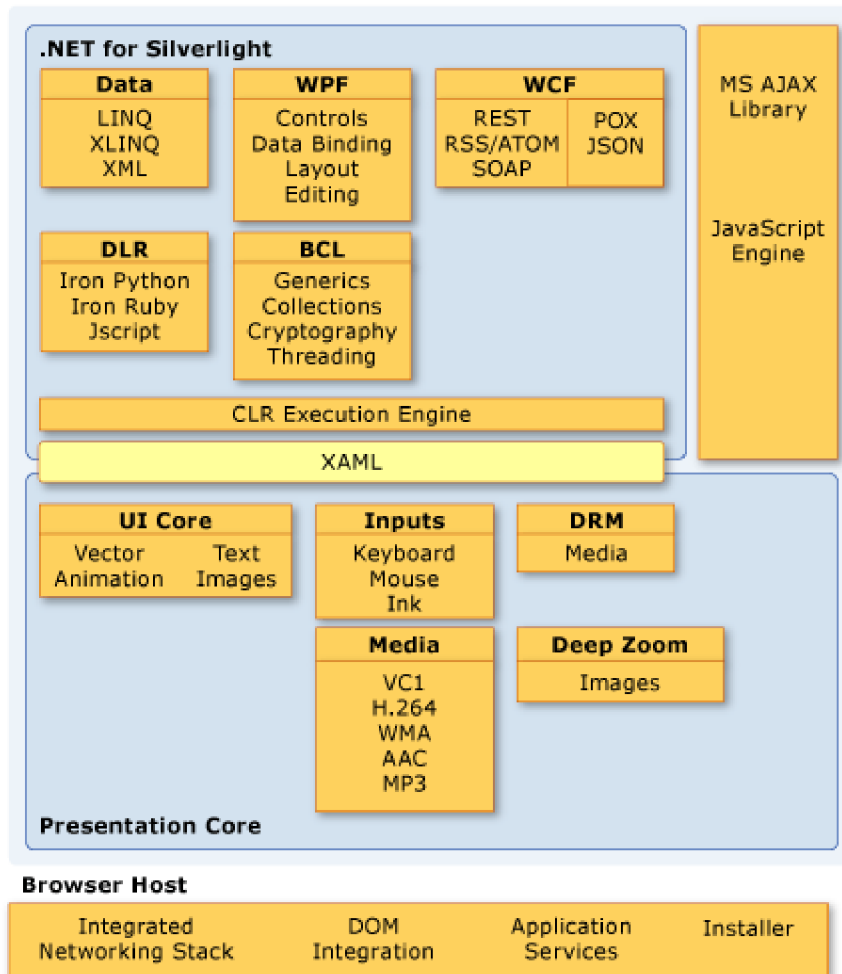 .NET for Silverlight
Data
LINQ
XLINQ
XML
WPF
Controls
Data Binding
Layout
Editing
WCF
REST
RSS/ATOM
SOAP
POX
JSON
MS AJAX
Library
JavaScript
Engine
DLR
Iron Python
Iron Ruby
Jscript
BCL
Generics
Collections
Cryptography
Threading
CLR Execution Engine
XAML
UI Core
Vector
Animation
Text
Images
Inputs
Keyboard
Mouse
Ink
DRM
Media
Media
VC1
H.264
WMA
AAC
MP3
Deep Zoom
Images
Presentation Core
Browser Host
Integrated
Networking Stack
DOM
Integration
Application
Services
Installer